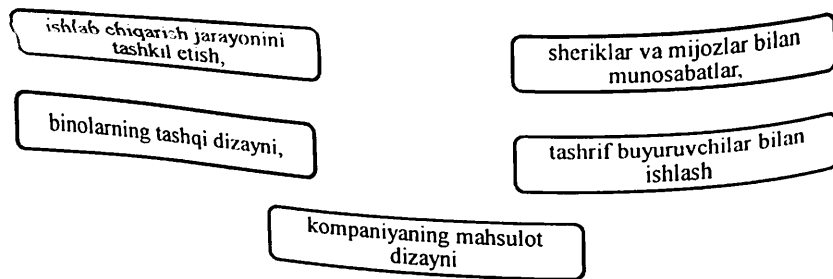 ishlab chiqarish jarayonini
tashkil etish,
sheriklar va mijozlar bilan
munosabatlar,
binolarning tashqi dizayni,
tashrif buyuruvchilar bilan
ishlash
kompaniyaning mahsulot
dizayni